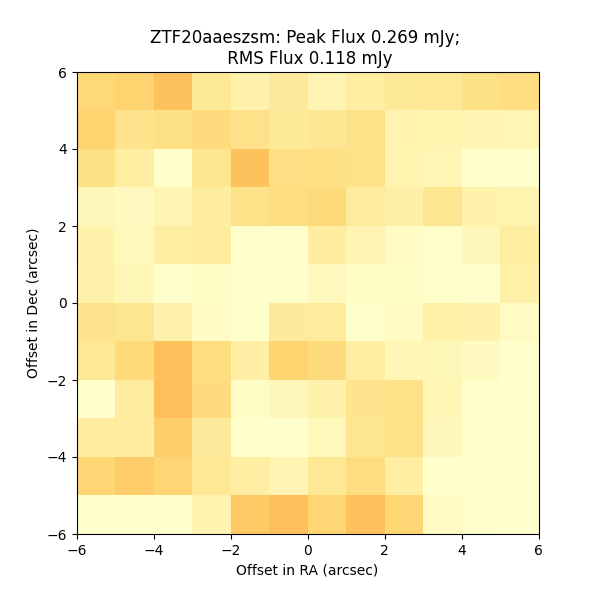 ZTF20aaeszsm: Peak Flux 0.269 mJy;
RMS Flux 0.118 mJy
6
4
2
0
−2
−4
−6
Offset in Dec (arcsec)
−6 −4 −2 0 2 4 6
Offset in RA (arcsec)